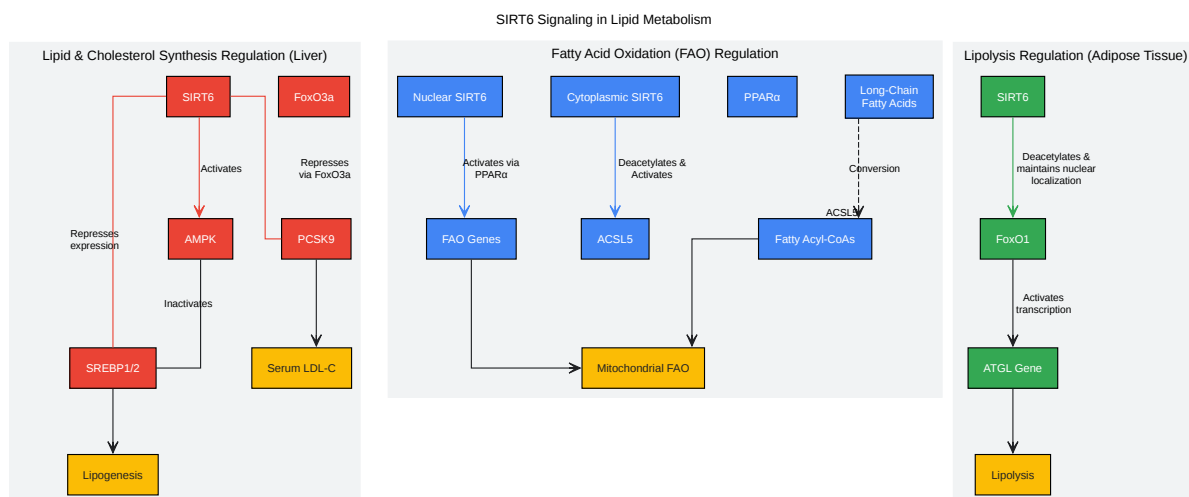 SIRT6 Signaling in Lipid Metabolism
Lipid & Cholesterol Synthesis Regulation (Liver)
SIRT6
FoxO3a
Activates
Represses
via FoxO3a
Represses
expression
AMPK
PCSK9
Inactivates
SREBP1/2
Serum LDL-C
Lipogenesis
Fatty Acid Oxidation (FAO) Regulation
Nuclear SIRT6
Cytoplasmic SIRT6
PPARα
Long-Chain
Fatty Acids
Activates via
PPARα
Deacetylates &
Activates
Conversion
ACSL5
FAO Genes
ACSL5
Fatty Acyl-CoAs
Mitochondrial FAO
Lipolysis Regulation (Adipose Tissue)
SIRT6
Deacetylates &
maintains nuclear
localization
FoxO1
Activates
transcription
ATGL Gene
Lipolysis